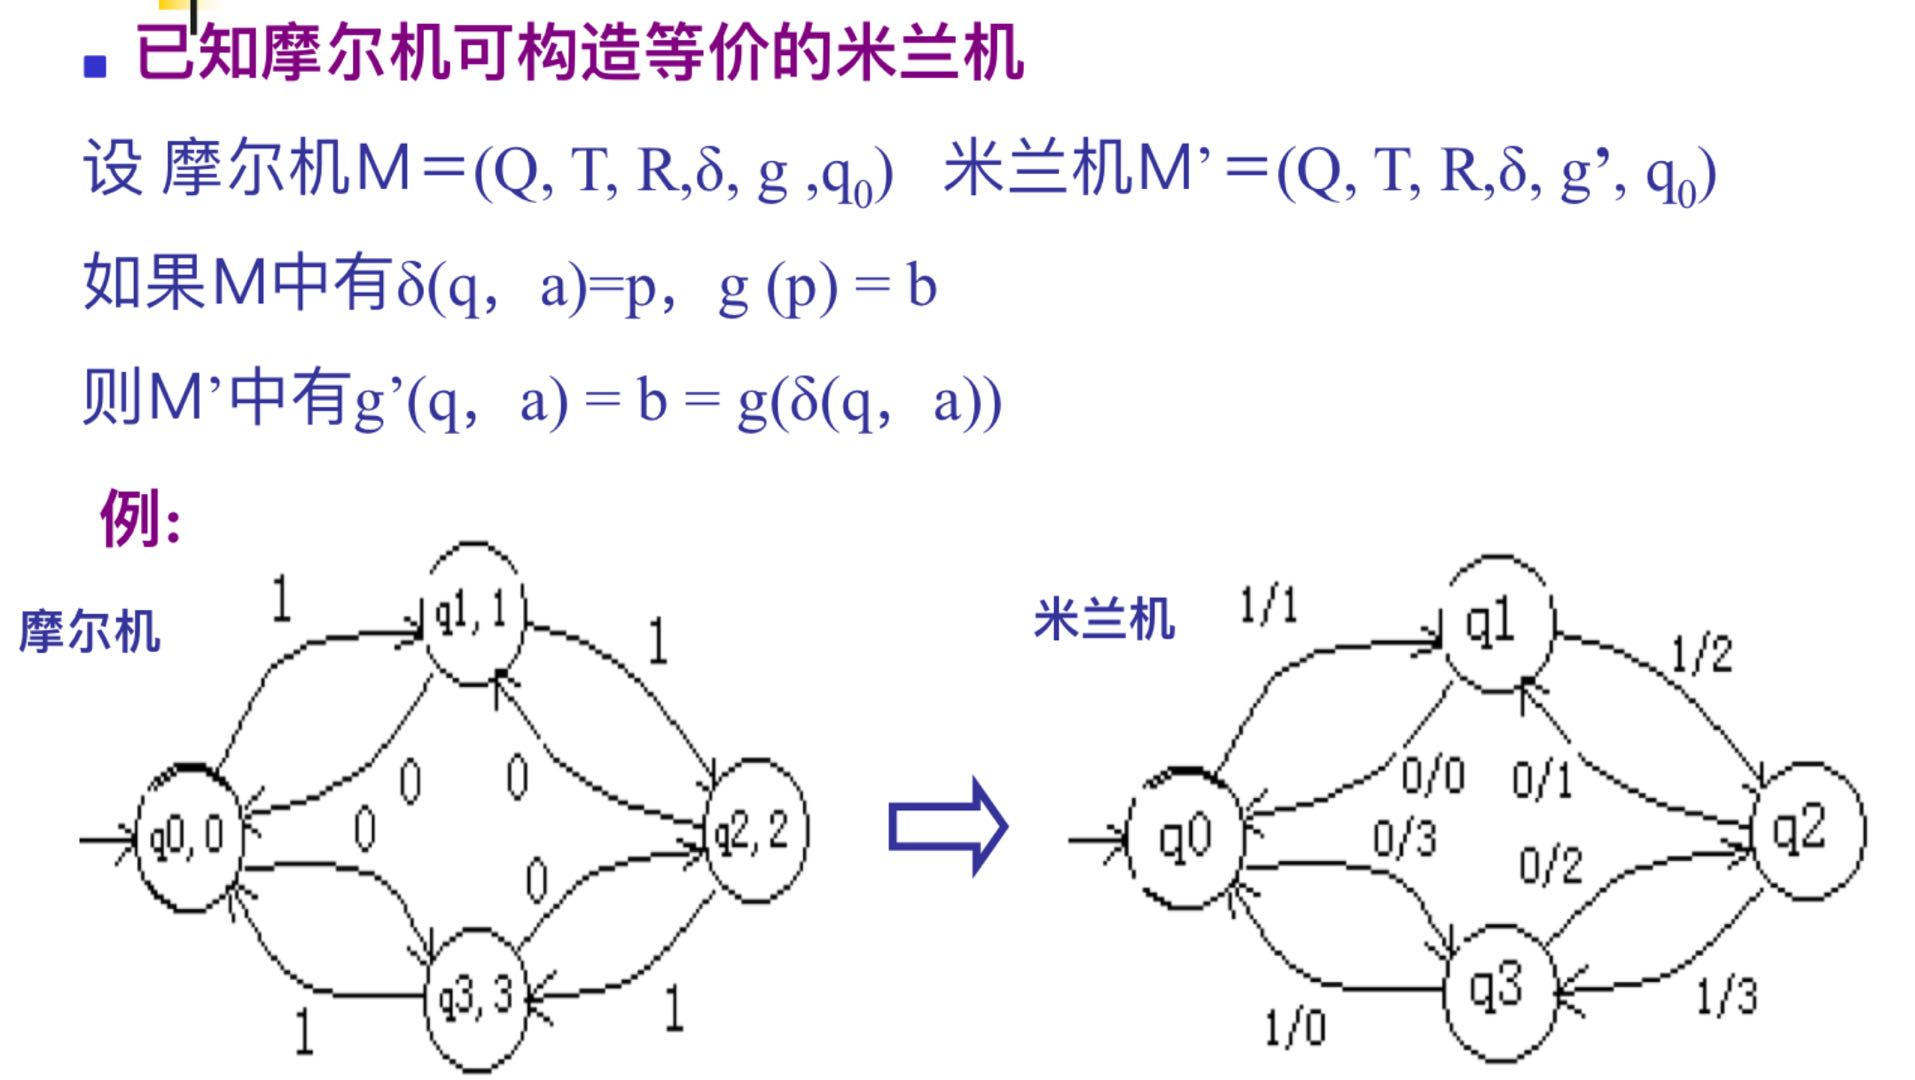 已知摩尔机可构造等价的米兰机
设 摩尔机M＝(Q, T, R,δ, g ,q0) 米兰机M’＝(Q, T, R,δ, g’, q0)
如果M中有δ(q，a)=p，g (p) = b
则M’中有g’(q，a) = b = g(δ(q，a))
例:
摩尔机
1
q1,1
1
0
0
q0,0
0
q2,2
0
q3,3
1
1
米兰机
1/1
q1
1/2
0/0
0/1
q0
0/3
q2
0/2
q3
1/0
1/3